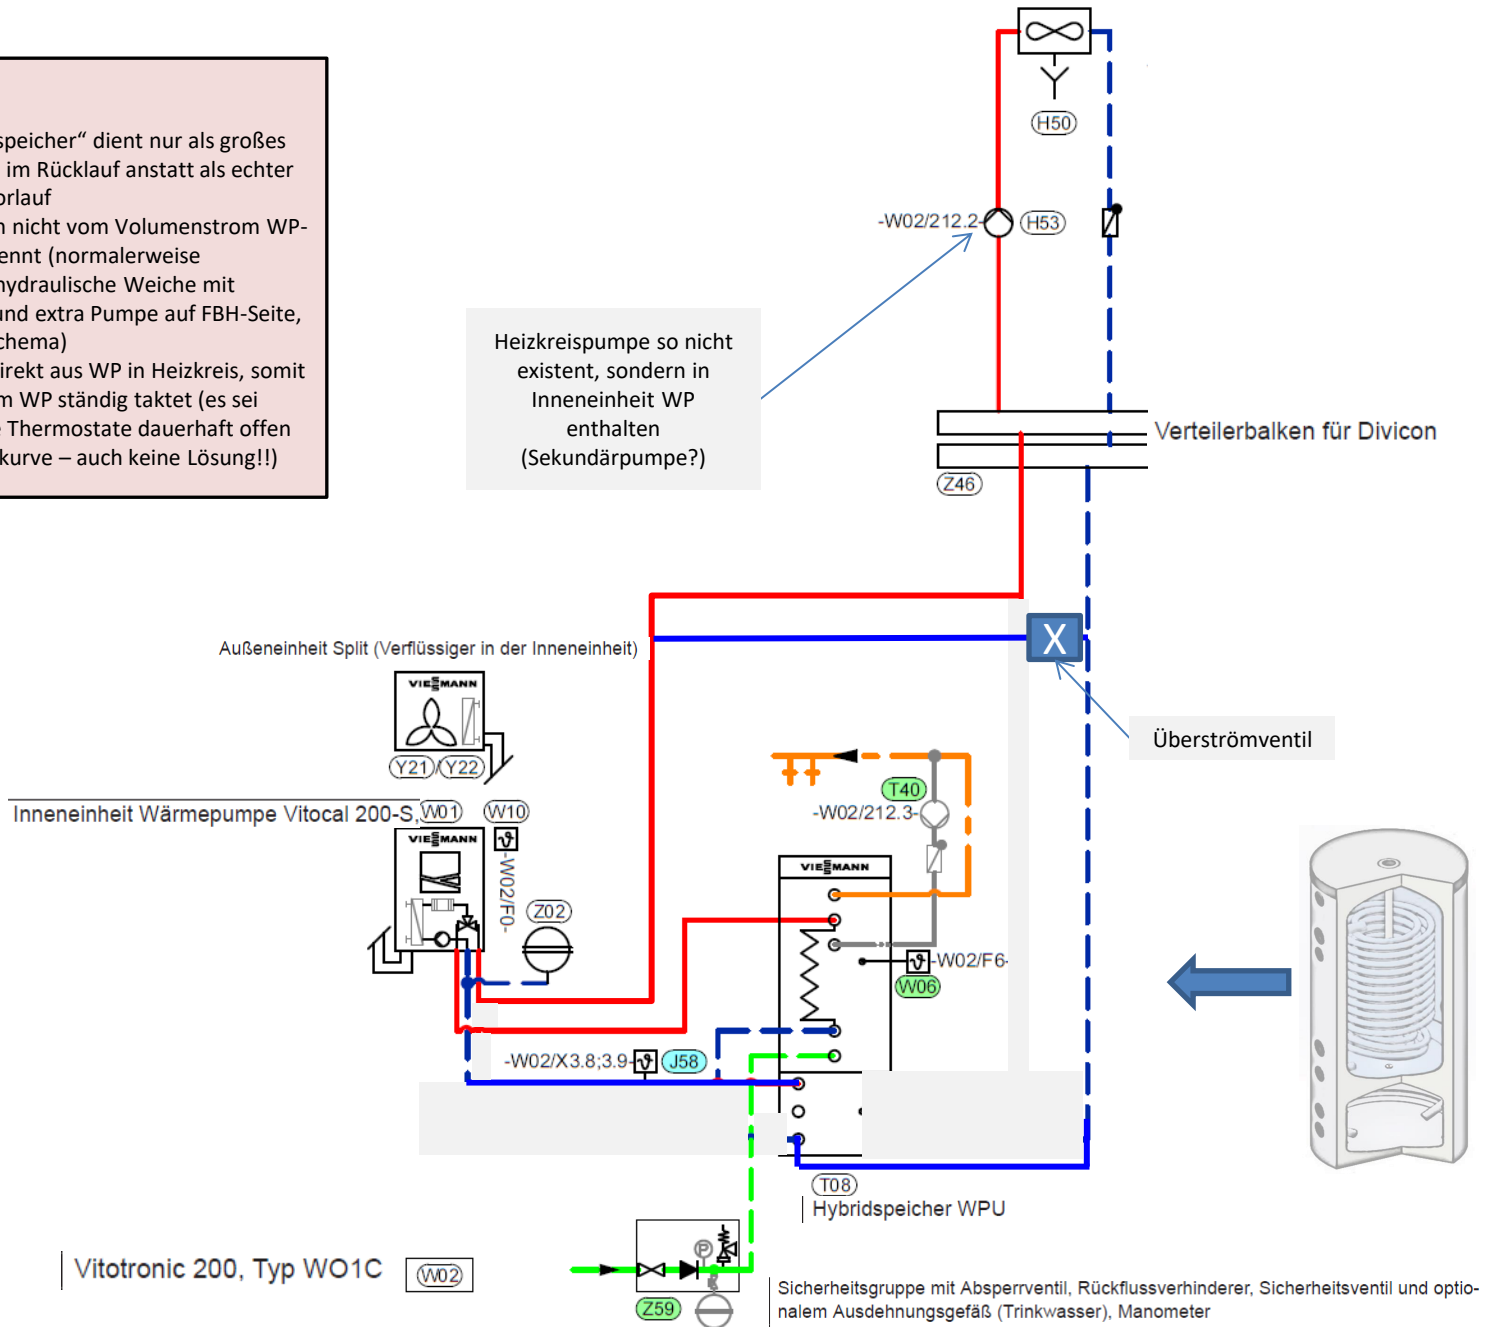 speicher“ dient nur als großes
im Rücklauf anstatt als echter
orlauf
n nicht vom Volumenstrom WP-
ennt (normalerweise
hydraulische Weiche mit
und extra Pumpe auf FBH-Seite,
chema)
irekt aus WP in Heizkreis, somit
m WP ständig taktet (es sei
e Thermostate dauerhaft offen
kurve – auch keine Lösung!!)
H50
-W02/212.2-
H53
Heizkreispumpe so nicht
existent, sondern in
Inneneinheit WP
enthalten
(Sekundärpumpe?)
Verteilerbalken für Divicon
Z46
Außeneinheit Split (Verflüssiger in der Inneneinheit)
X
VIESSMANN
Überströmventil
Y21/Y22
T40
Inneneinheit Wärmepumpe Vitocal 200-S, W01
W10
-W02/212.3-
VIESSMANN
-W02/F0-
VIESSMANN
Z02
-W02/F6-
W06
-W02/X3.8;3.9-
J58
T08
Hybridspeicher WPU
Vitotronic 200, Typ WO1C
W02
P
Z59
Sicherheitsgruppe mit Absperrventil, Rückflussverhinderer, Sicherheitsventil und optio-
nalem Ausdehnungsgefäß (Trinkwasser), Manometer